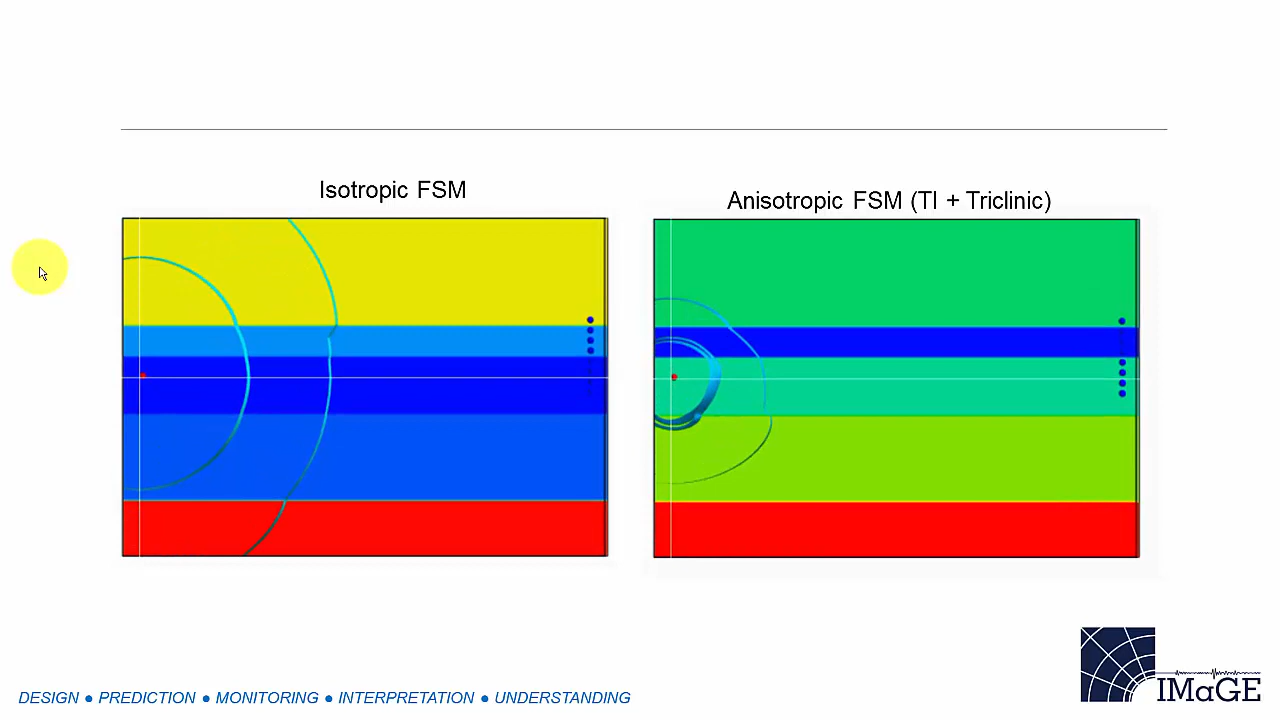 Isotropic FSM
Anisotropic FSM (TI + Triclinic)
DESIGN ● PREDICTION ● MONITORING ● INTERPRETATION ● UNDERSTANDING
IMaGE